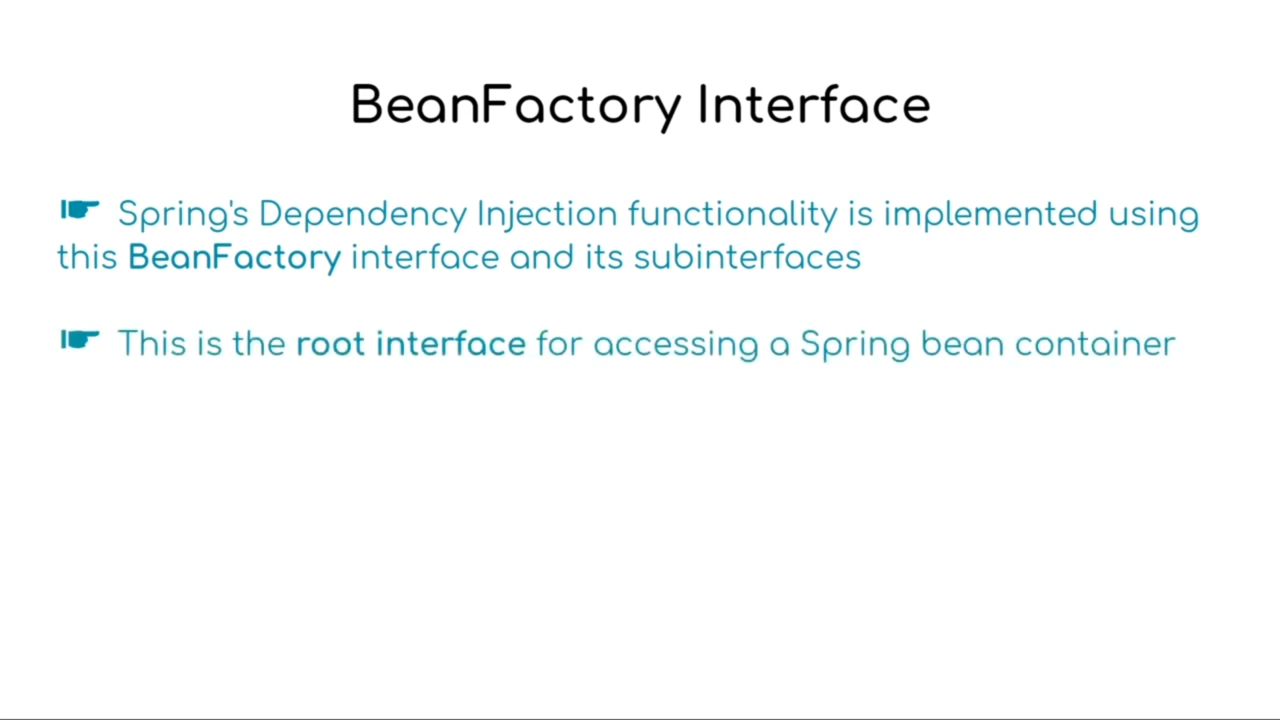 BeanFactory Interface
☛ Spring's Dependency Injection functionality is implemented using
this BeanFactory interface and its subinterfaces
☛ This is the root interface for accessing a Spring bean container